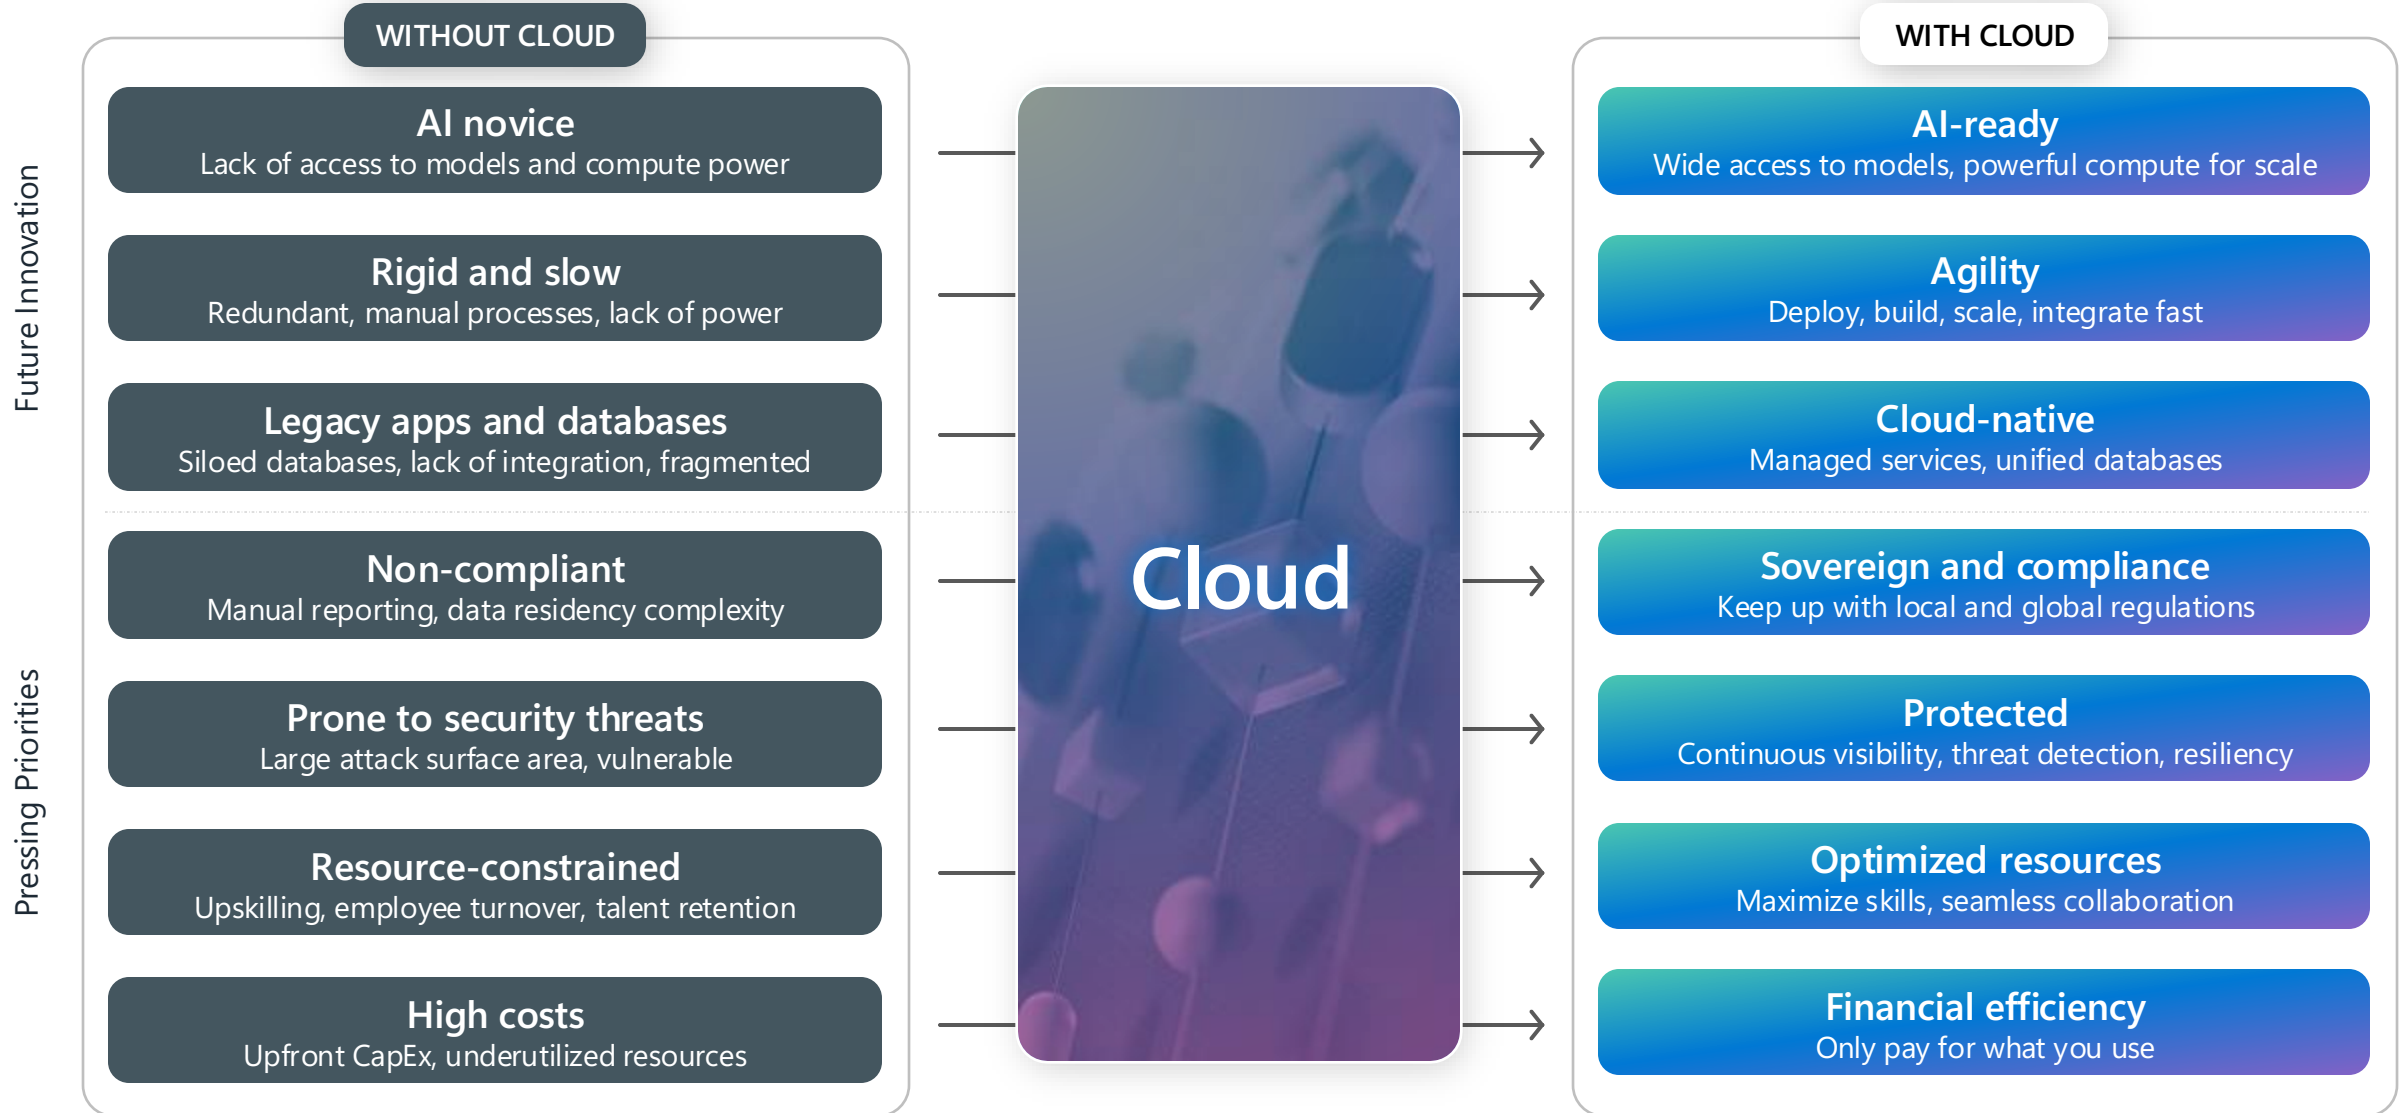 WITHOUT CLOUD
WITH CLOUD
Future Innovation
AI novice
Lack of access to models and compute power
Rigid and slow
Redundant, manual processes, lack of power
Legacy apps and databases
Siloed databases, lack of integration, fragmented
Pressing Priorities
Non-compliant
Manual reporting, data residency complexity
Prone to security threats
Large attack surface area, vulnerable
Resource-constrained
Upskilling, employee turnover, talent retention
High costs
Upfront CapEx, underutilized resources
Cloud
AI-ready
Wide access to models, powerful compute for scale
Agility
Deploy, build, scale, integrate fast
Cloud-native
Managed services, unified databases
Sovereign and compliance
Keep up with local and global regulations
Protected
Continuous visibility, threat detection, resiliency
Optimized resources
Maximize skills, seamless collaboration
Financial efficiency
Only pay for what you use